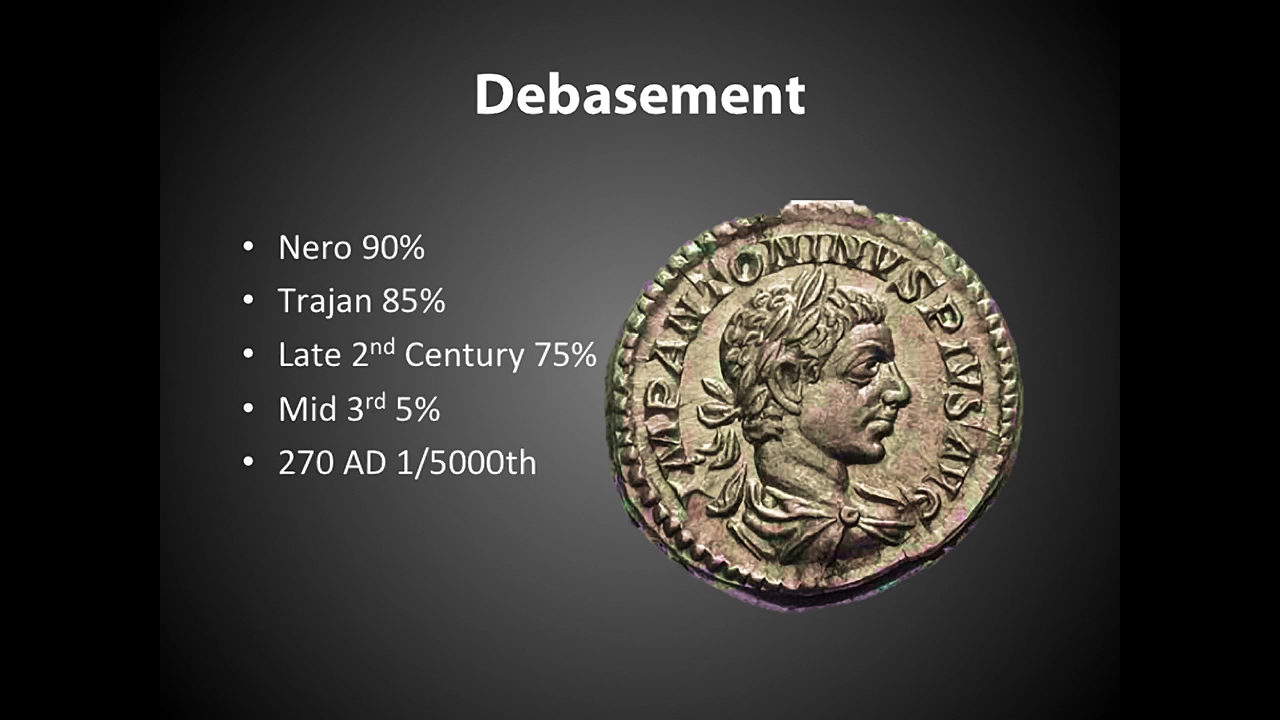 Debasement
• Nero 90%
• Trajan 85%
• Late 2nd Century 75%
• Mid 3rd 5%
• 270 AD 1/5000th
IMP ANTONINVS PIVS AVG